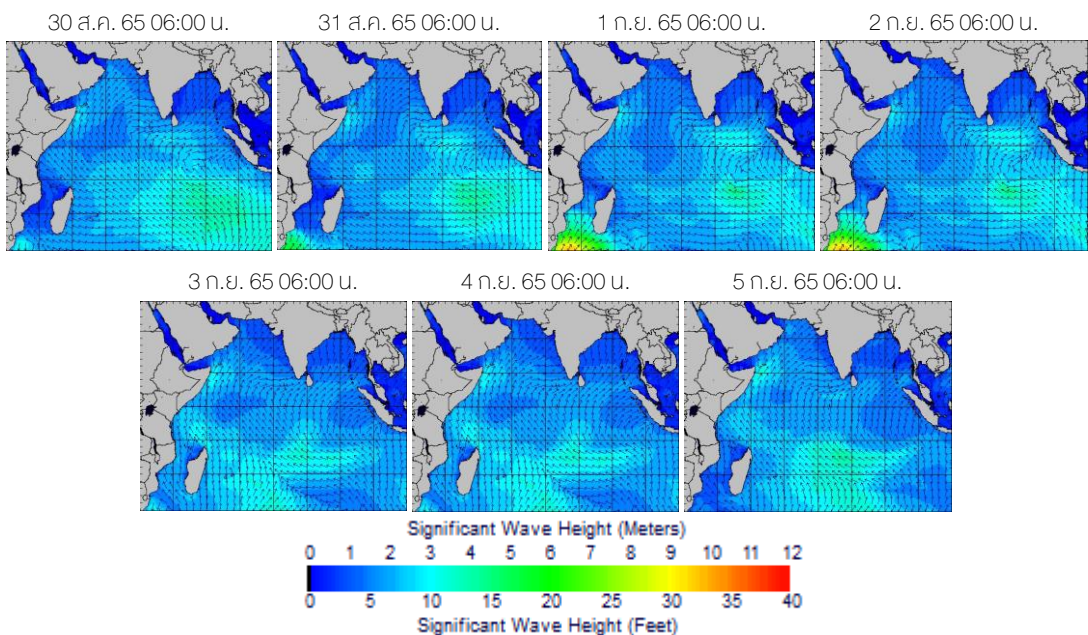 30 ส.ค. 65 06:00 น.
31 ส.ค. 65 06:00 น.
1 ก.ย. 65 06:00 น.
2 ก.ย. 65 06:00 น.
3 ก.ย. 65 06:00 น.
4 ก.ย. 65 06:00 น.
5 ก.ย. 65 06:00 น.
Significant Wave Height (Meters)
0 1 2 3 4 5 6 7 8 9 10 11 12
0 5 10 15 20 25 30 35 40
Significant Wave Height (Feet)